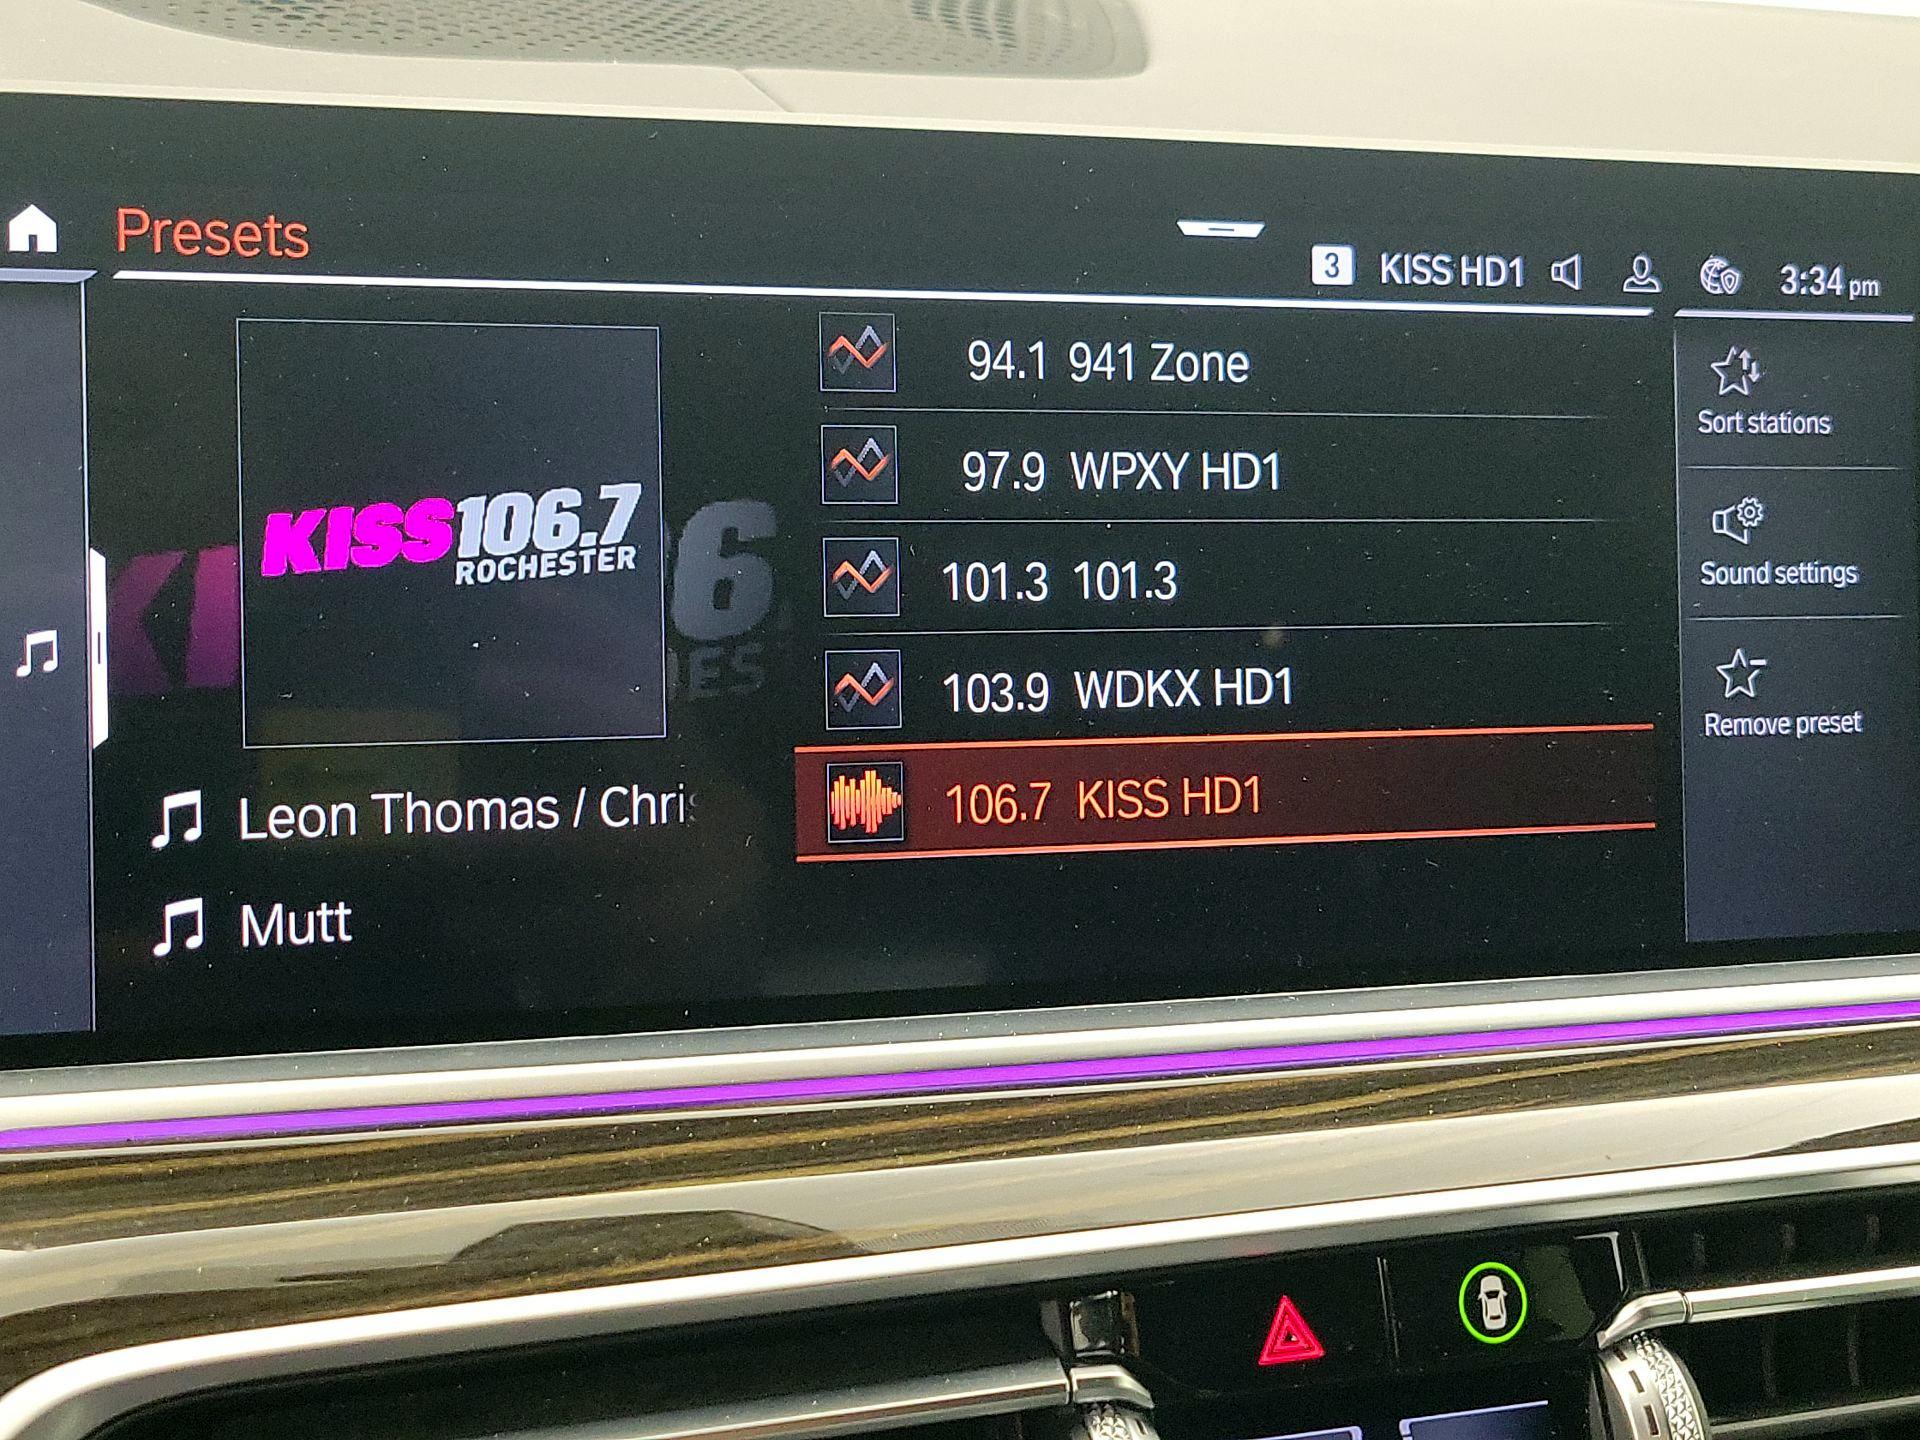 Presets
3 KISS HD1 3:34 pm
KISS106.7
ROCHESTER
Leon Thomas / Chri
Mutt
94.1 941 Zone
97.9 WPXY HD1
101.3 101.3
103.9 WDKX HD1
106.7 KISS HD1
Sort stations
Sound settings
Remove preset